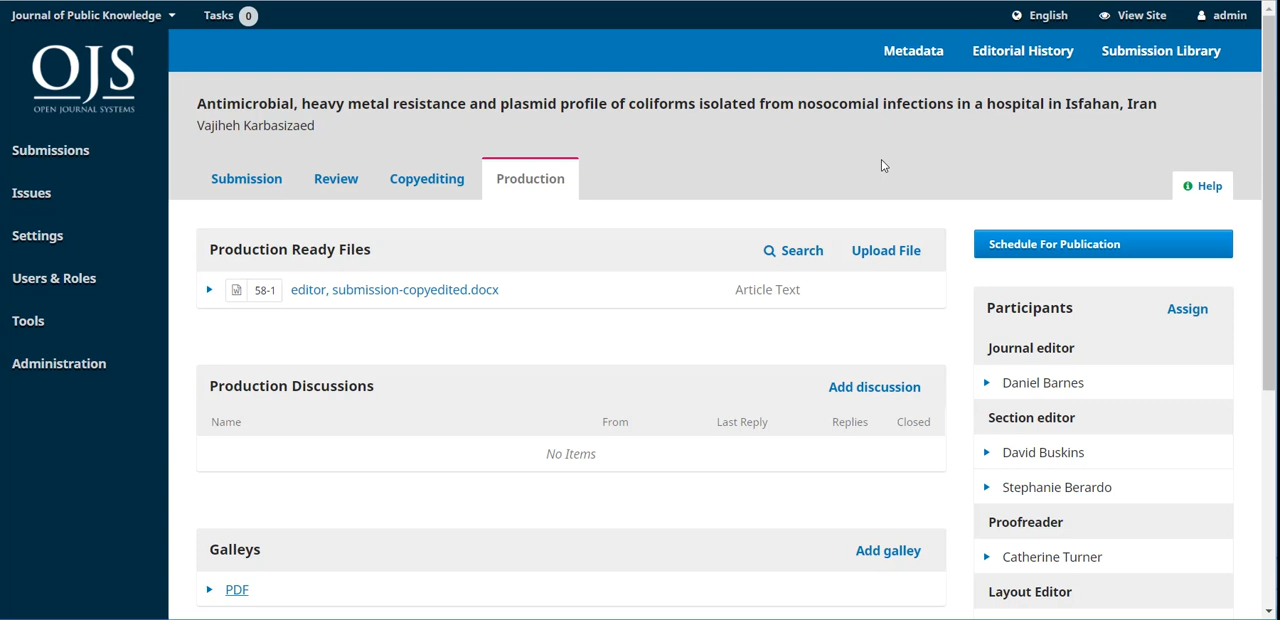 Journal of Public Knowledge Tasks 0 English View Site admin
OJS
OPEN JOURNAL SYSTEMS
Submissions
Issues
Settings
Users & Roles
Tools
Administration
Metadata Editorial History Submission Library
Antimicrobial, heavy metal resistance and plasmid profile of coliforms isolated from nosocomial infections in a hospital in Isfahan, Iran
Vajiheh Karbasizaed
Submission Review Copyediting Production
Help
Production Ready Files Search Upload File
58-1 editor, submission-copyedited.docx Article Text
Production Discussions Add discussion
Name From Last Reply Replies Closed
No Items
Galleys Add galley
PDF
Schedule For Publication
Participants Assign
Journal editor
Daniel Barnes
Section editor
David Buskins
Stephanie Berardo
Proofreader
Catherine Turner
Layout Editor